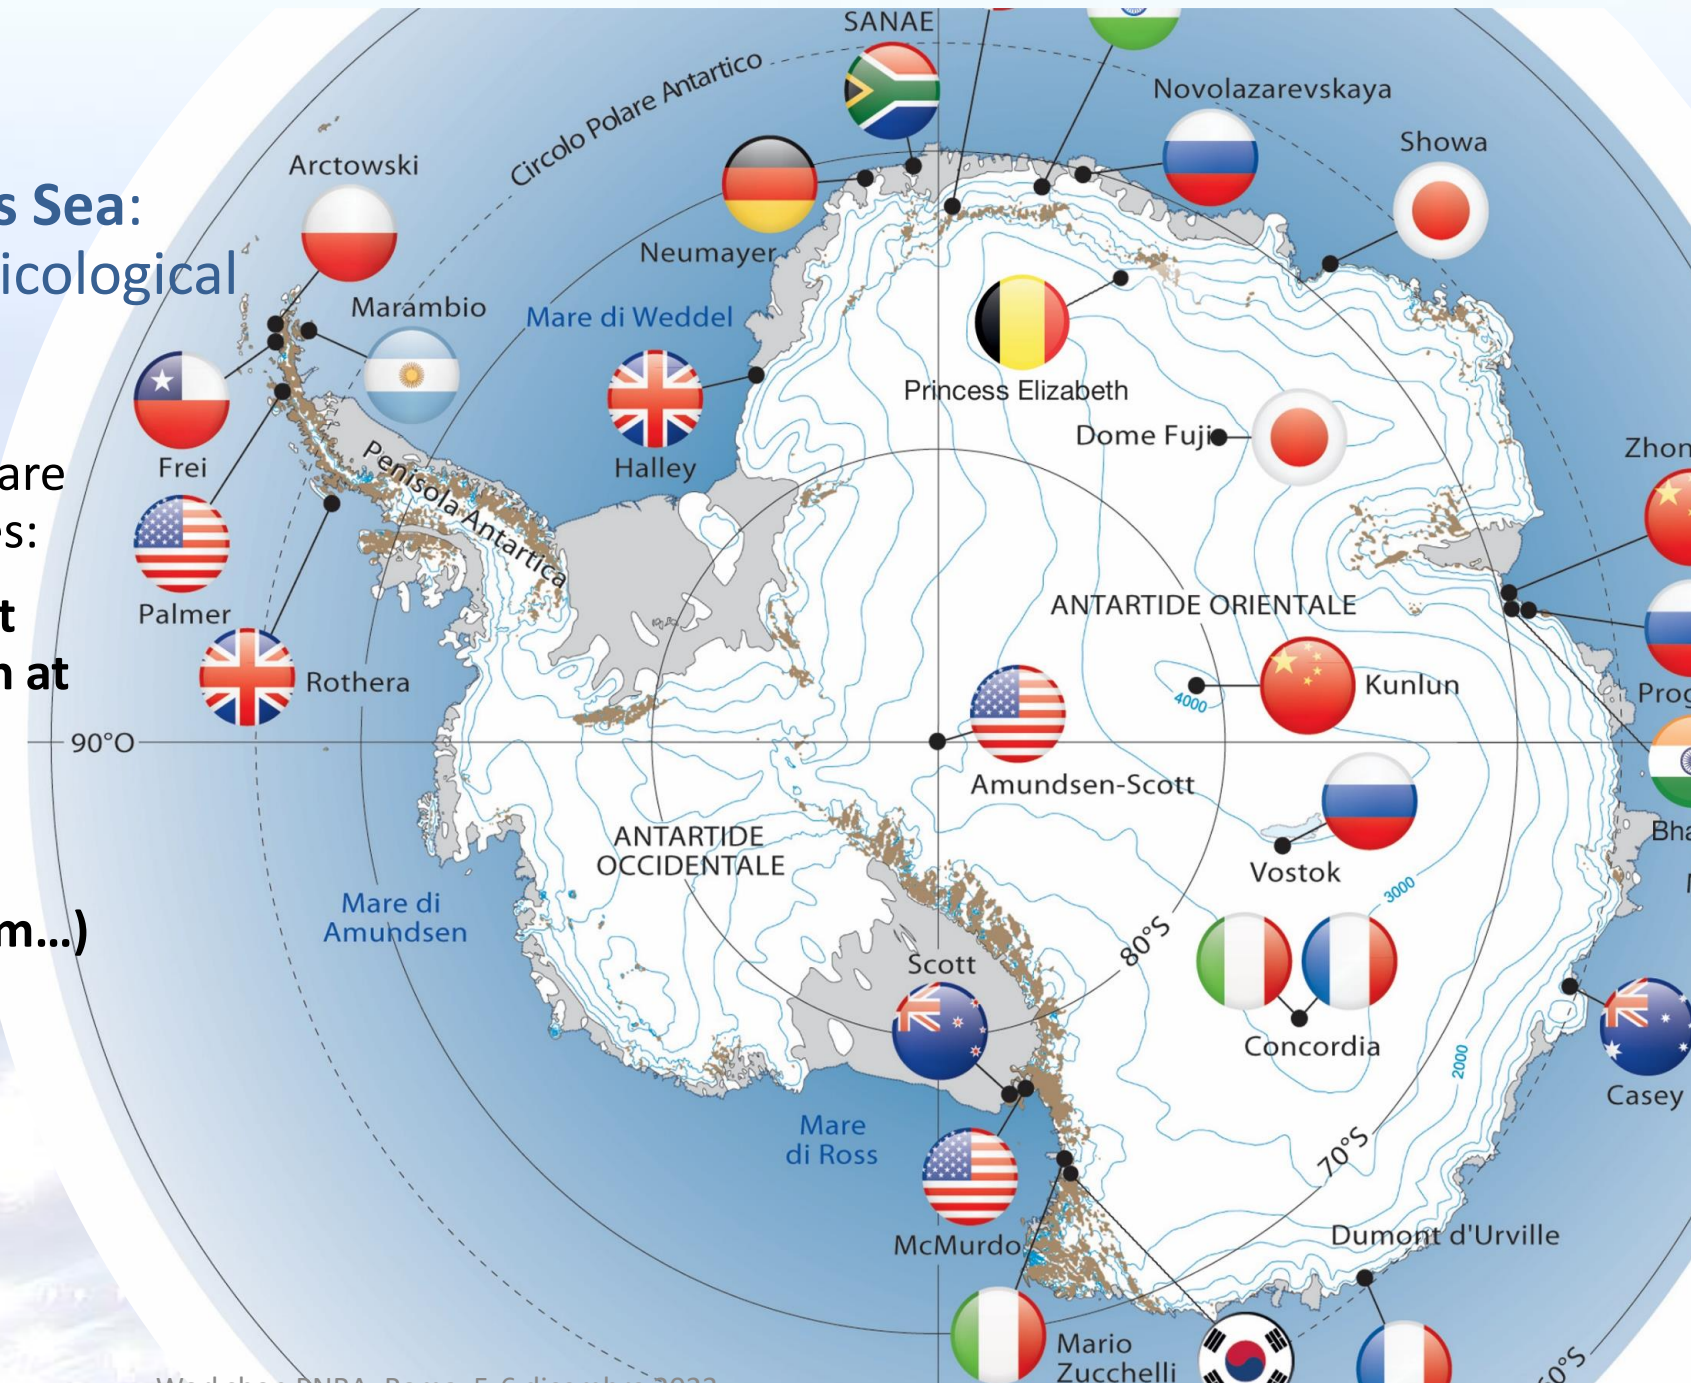 s Sea:
icological
are
es:
t
n at
m...)
SANAE
Circolo Polare Antartico
Novolazarevskaya
Showa
Arctowski
Neumayer
Marambio
Mare di Weddel
Princess Elizabeth
Dome Fuji
Frei
Halley
Zhon
Penisola Antartica
Palmer
ANTARTIDE ORIENTALE
Rothera
Kunlun
4000
Prog
90°O
Amundsen-Scott
Bha
ANTARTIDE
OCCIDENTALE
Vostok
3000
Mare di
Amundsen
80°S
Scott
Concordia
2000
Casey
Mare
di Ross
70°S
McMurdo
Dumont d'Urville
Mario
Zucchelli
60°S